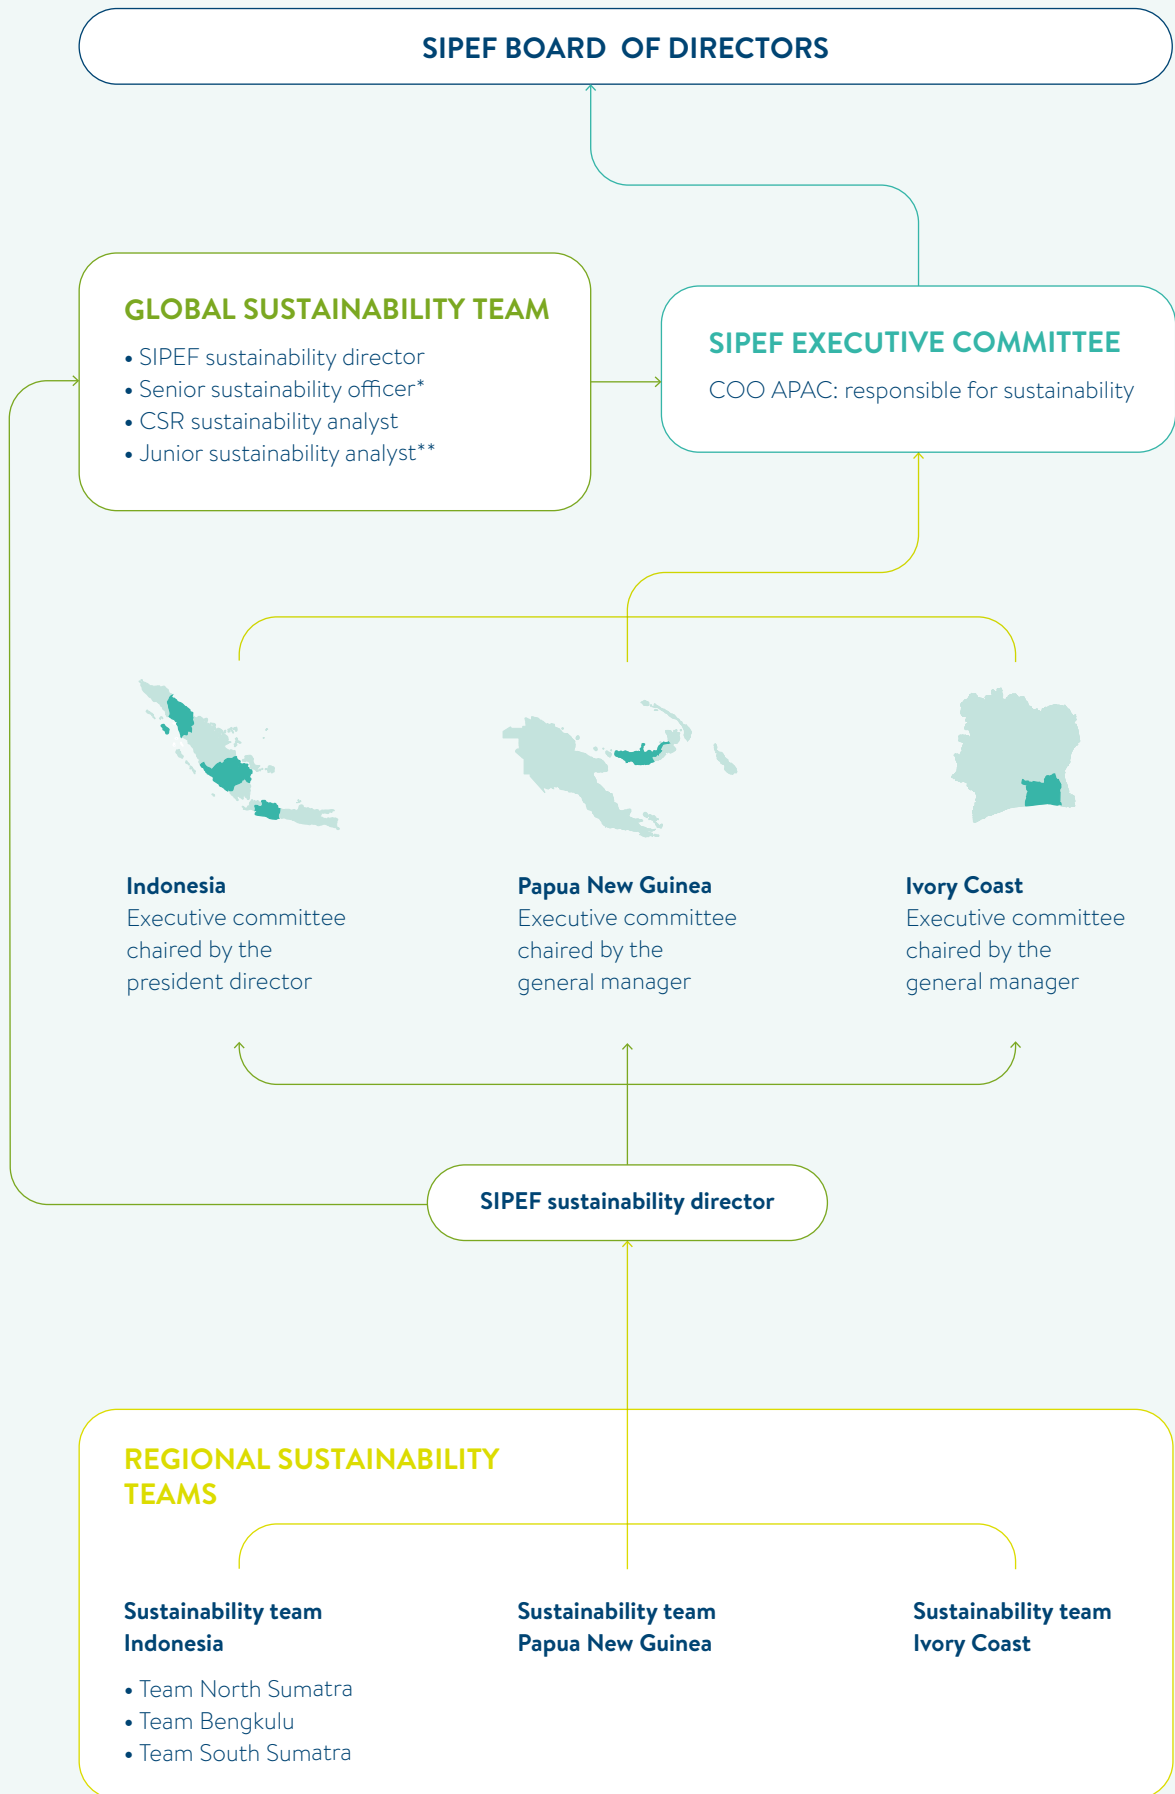 SIPEF BOARD OF DIRECTORS
GLOBAL SUSTAINABILITY TEAM
• SIPEF sustainability director
• Senior sustainability officer*
• CSR sustainability analyst
• Junior sustainability analyst**
SIPEF EXECUTIVE COMMITTEE
COO APAC: responsible for sustainability
Indonesia
Executive committee
chaired by the
president director
Papua New Guinea
Executive committee
chaired by the
general manager
Ivory Coast
Executive committee
chaired by the
general manager
SIPEF sustainability director
REGIONAL SUSTAINABILITY
TEAMS
Sustainability team
Indonesia
• Team North Sumatra
• Team Bengkulu
• Team South Sumatra
Sustainability team
Papua New Guinea
Sustainability team
Ivory Coast